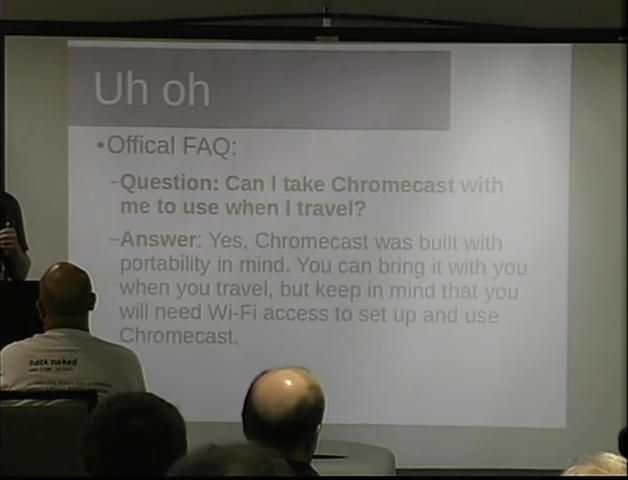 Uh oh
•Offical FAQ:
–Question: Can I take Chromecast with
me to use when I travel?
–Answer: Yes, Chromecast was built with
portability in mind. You can bring it with you
when you travel, but keep in mind that you
will need Wi-Fi access to set up and use
Chromecast.
hack naked